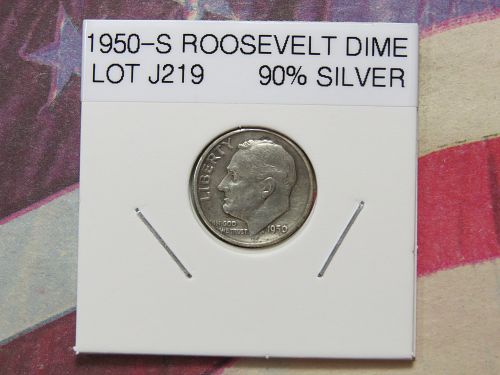 1950-S ROOSEVELT DIME
LOT J219 90% SILVER
LIBERTY
IN GOD
WE TRUST
1950